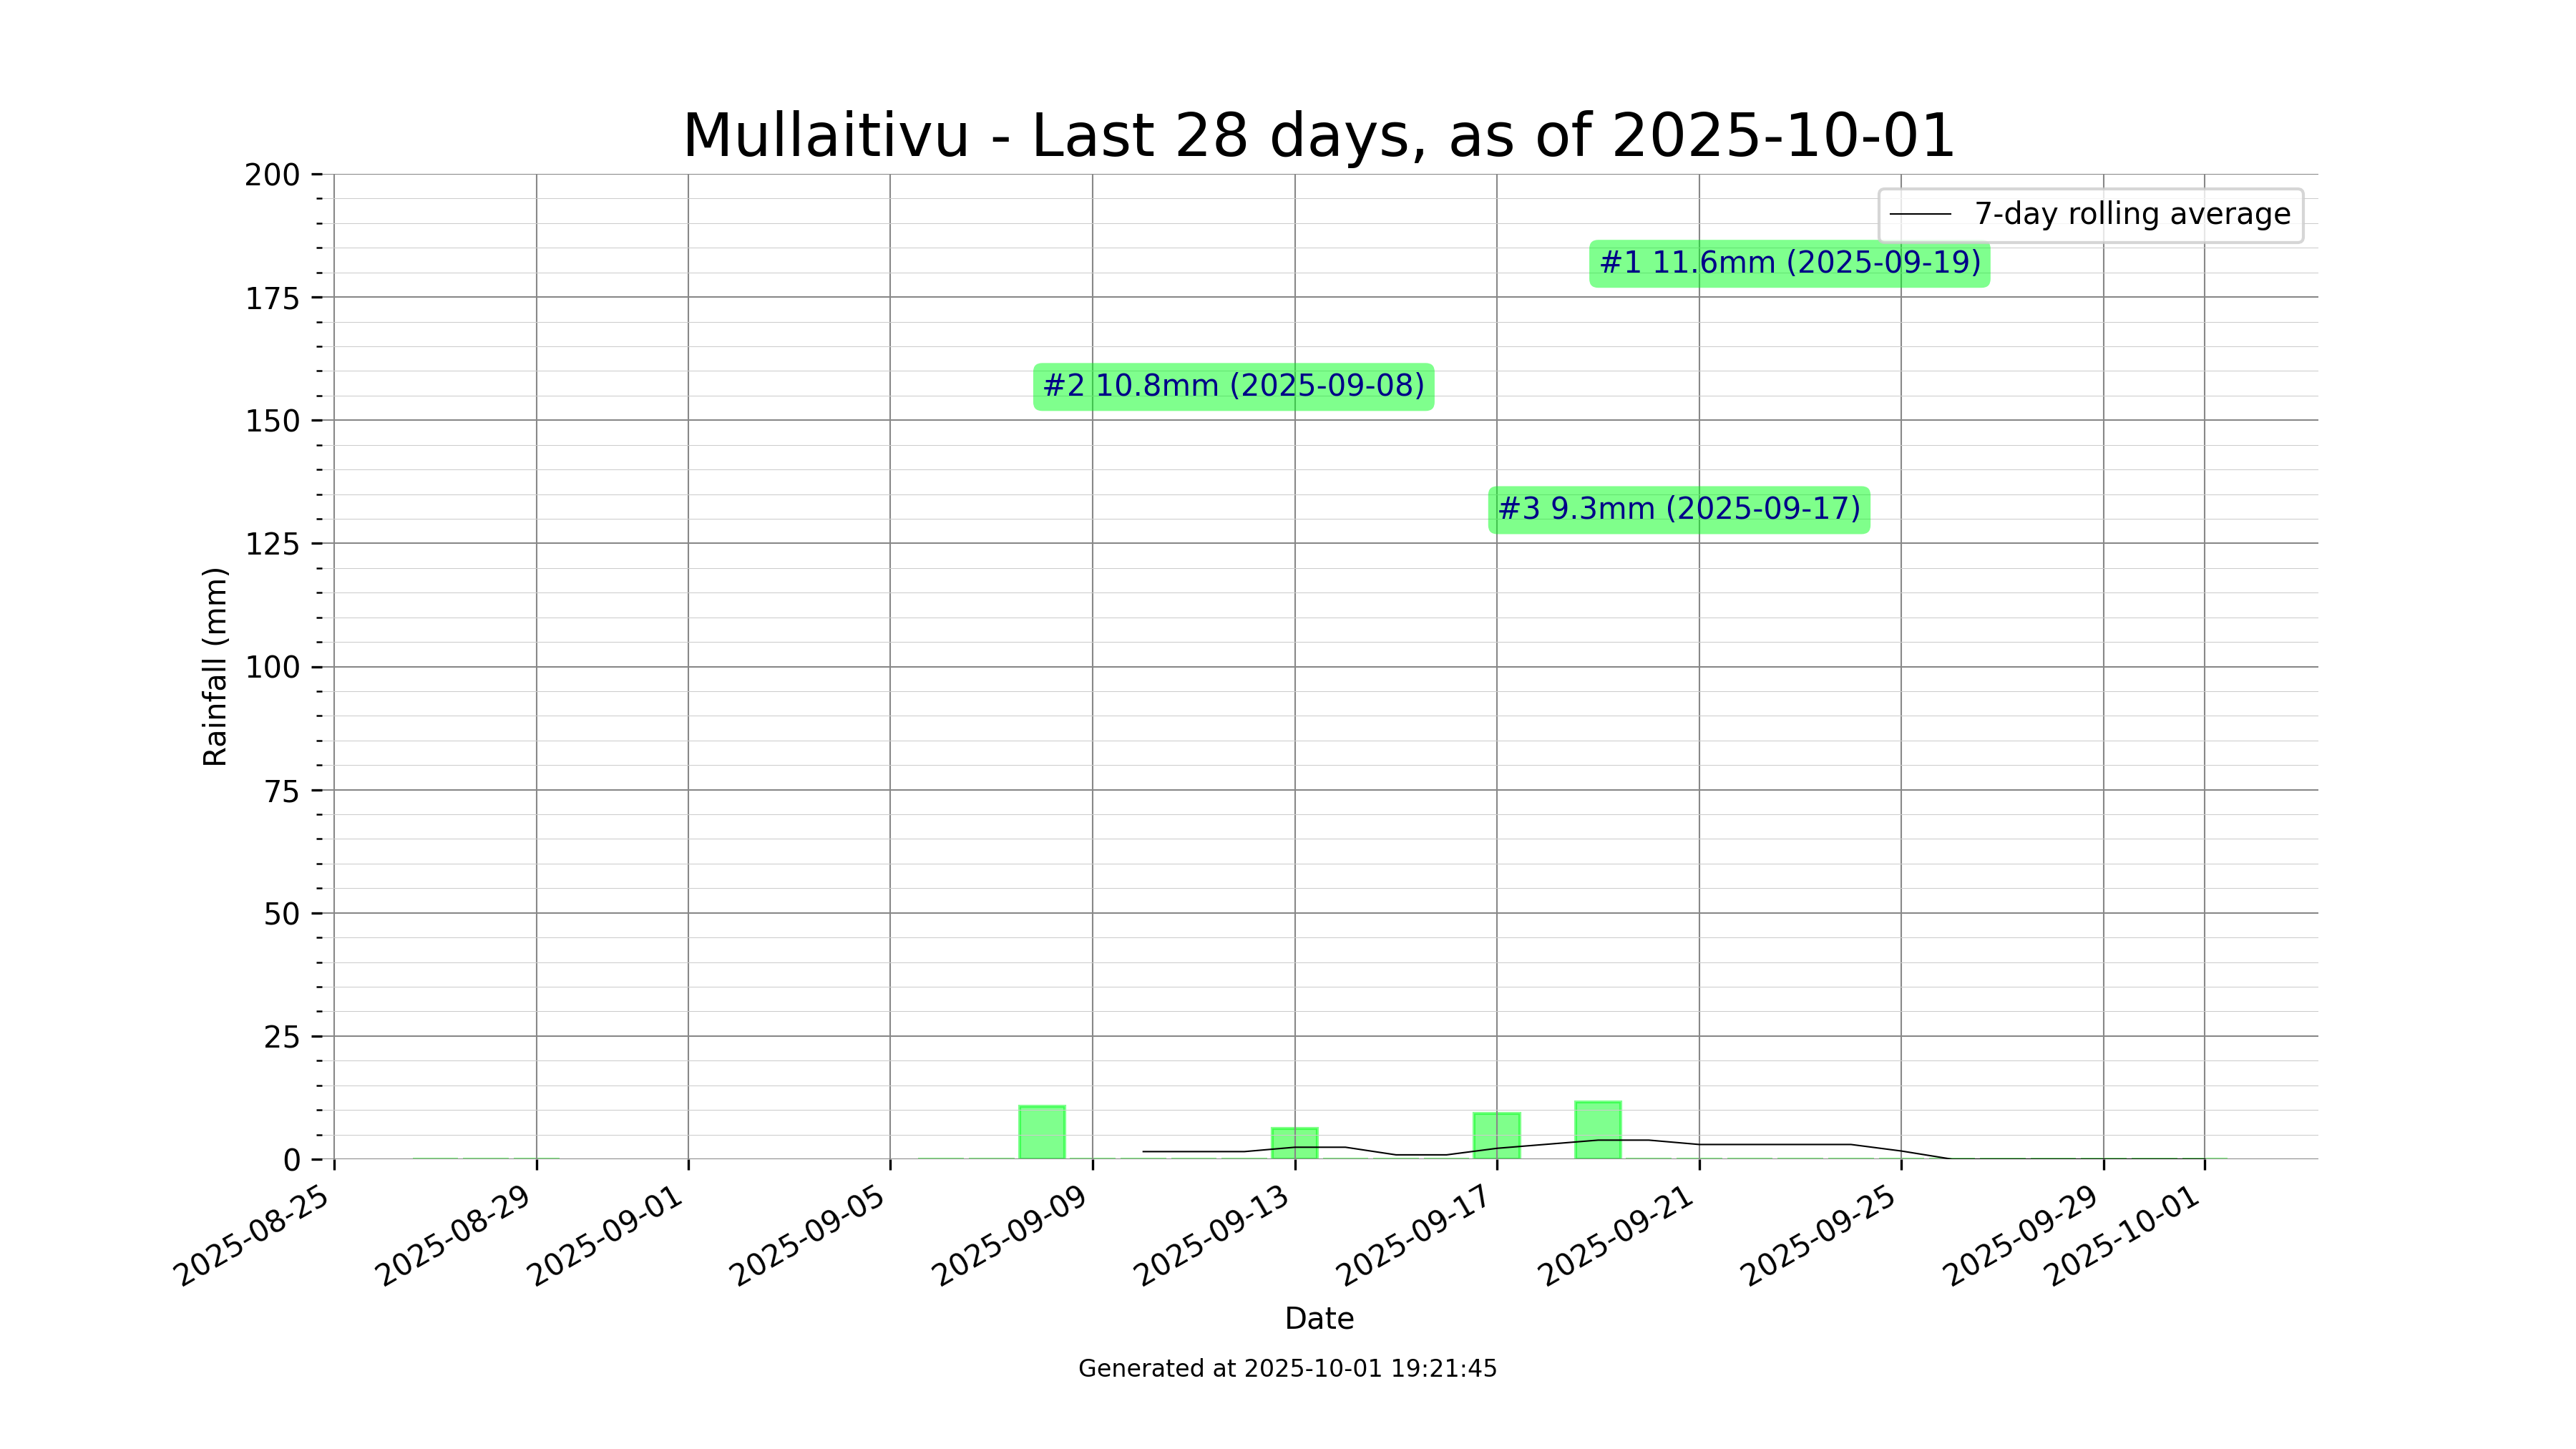 Mullaitivu - Last 28 days, as of 2025-10-01
7-day rolling average
#1 11.6mm (2025-09-19)
#2 10.8mm (2025-09-08)
#3 9.3mm (2025-09-17)
Rainfall (mm)
200
175
150
125
100
75
50
25
0
2025-08-25
2025-08-29
2025-09-01
2025-09-05
2025-09-09
2025-09-13
2025-09-17
2025-09-21
2025-09-25
2025-09-29
2025-10-01
Date
Generated at 2025-10-01 19:21:45